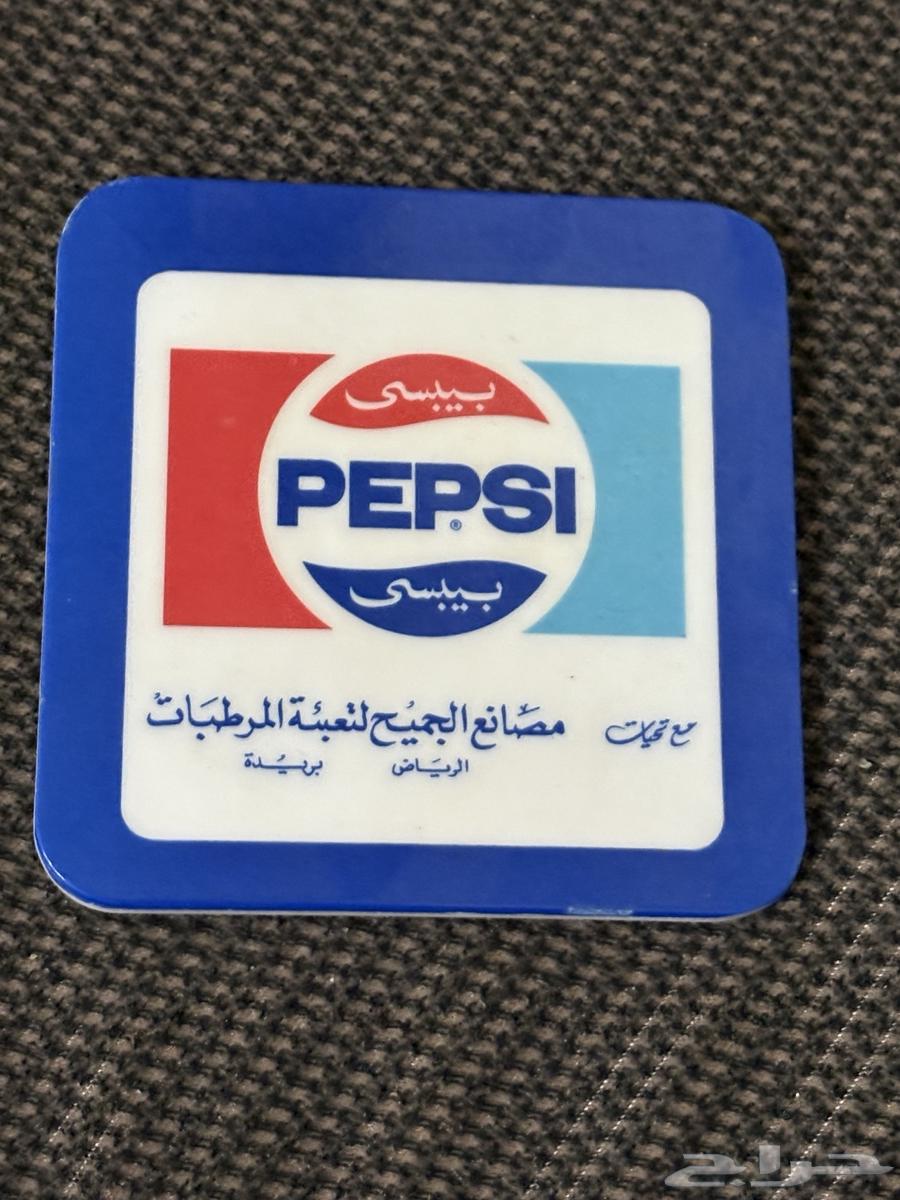 بيبسى
PEPSI®
بيبسى
مع تحيات مصانع الجميح لتعبئة المرطبات
الرياض بريدة
حراج